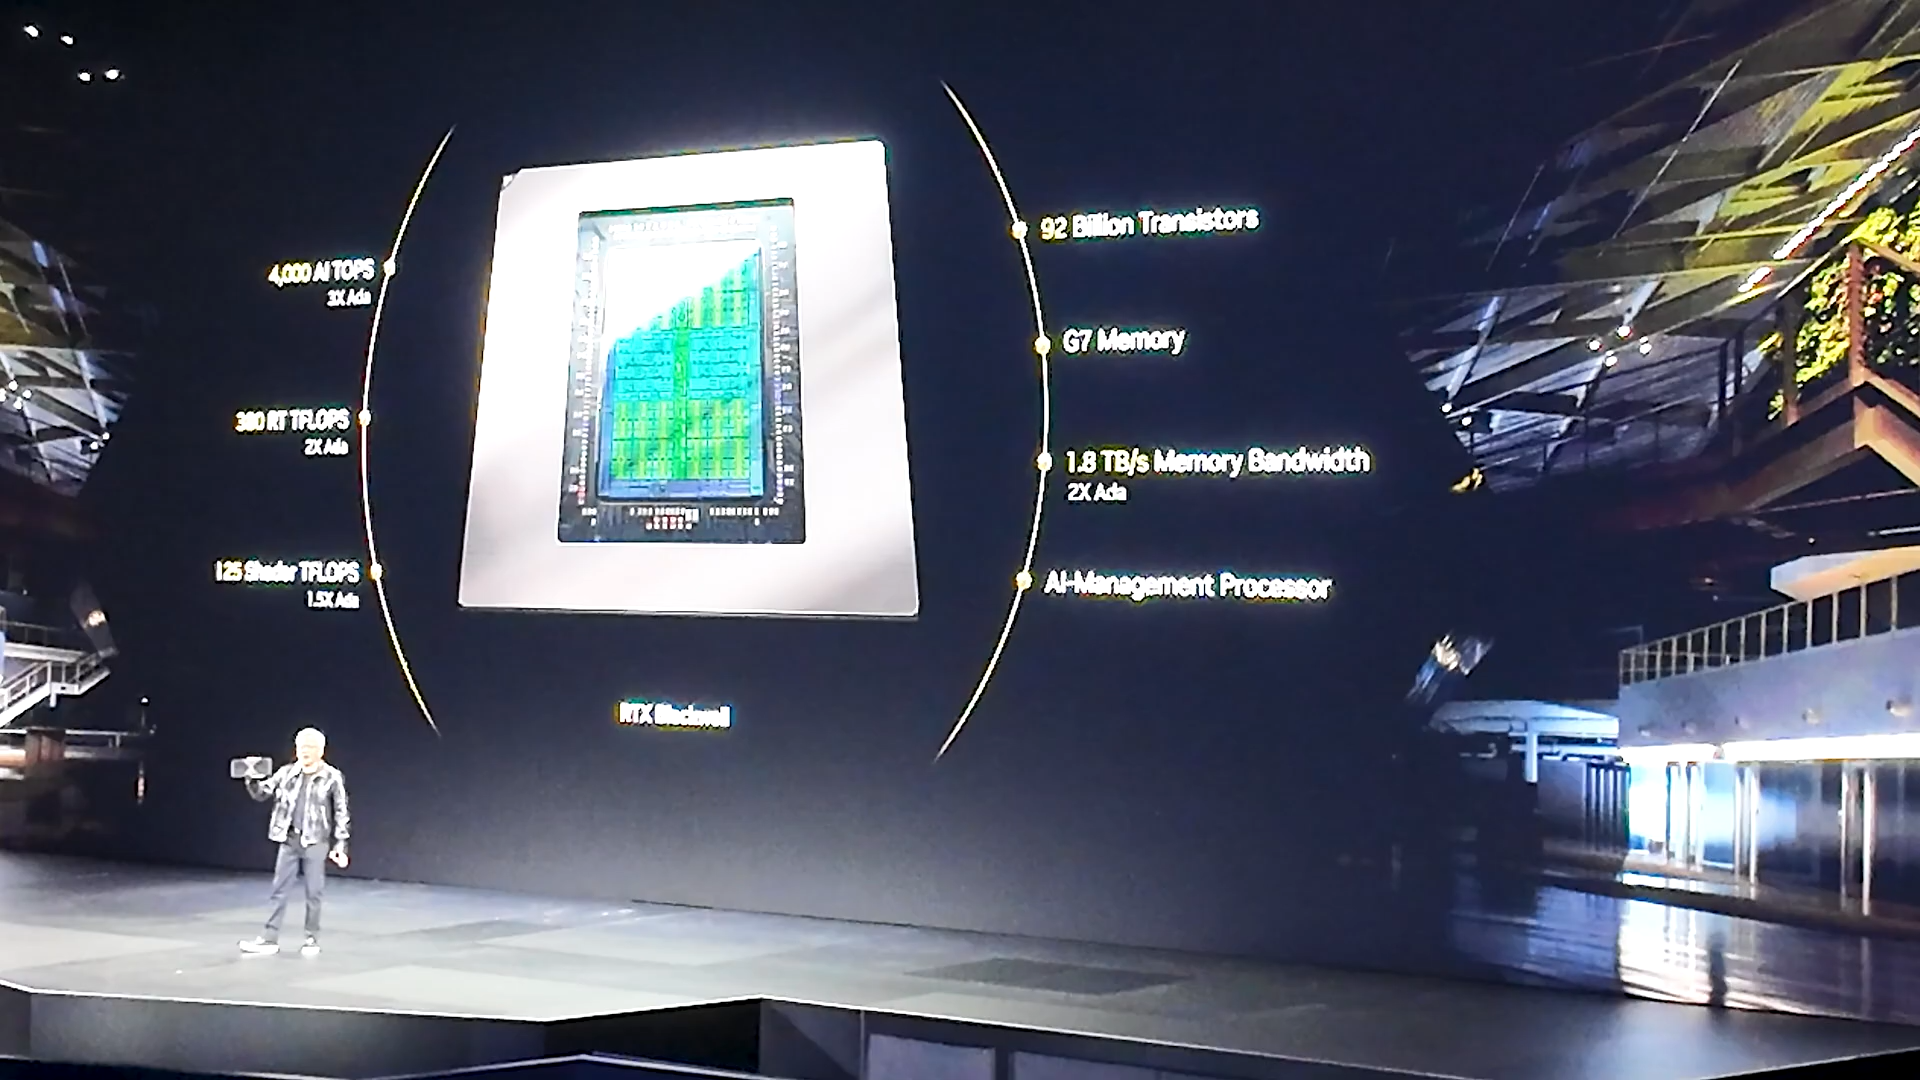 4,000 AI TOPS
3X Ada
380 RT TFLOPS
2X Ada
125 Shader TFLOPS
1.5X Ada
92 Billion Transistors
G7 Memory
1.8 TB/s Memory Bandwidth
2X Ada
AI-Management Processor
RTX Blackwell